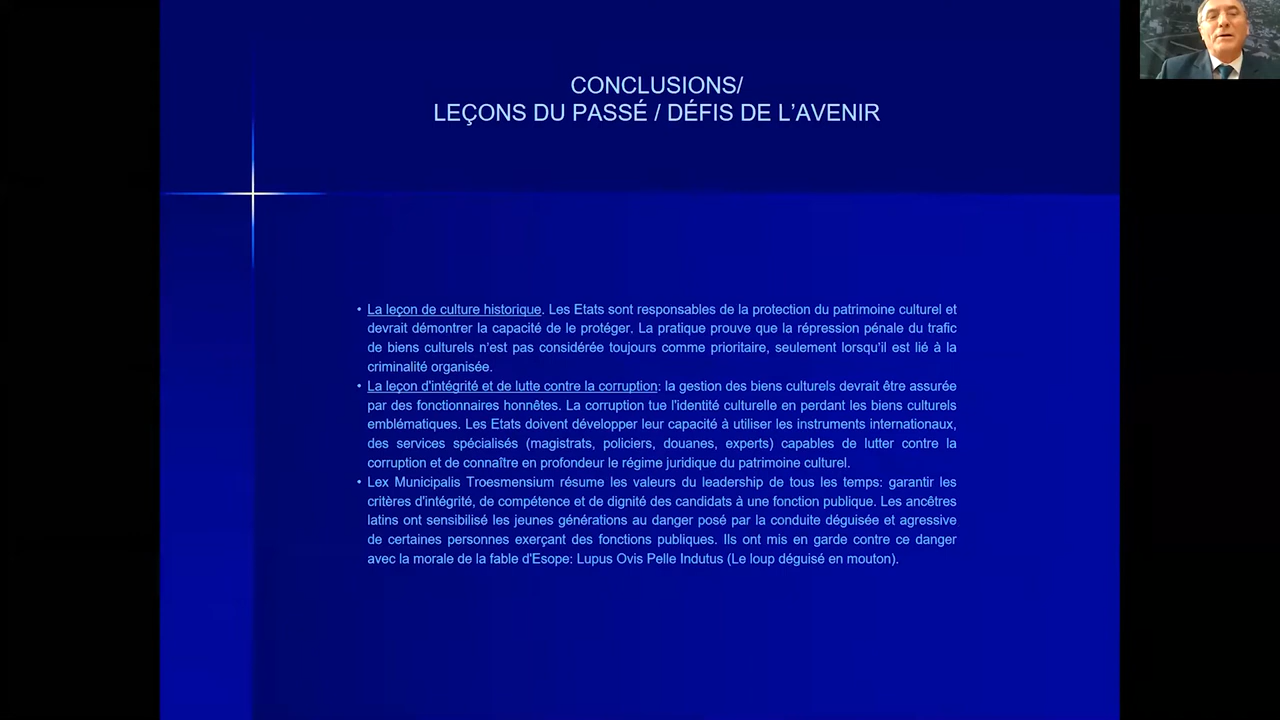 CONCLUSIONS/
LEÇONS DU PASSÉ / DÉFIS DE L’AVENIR
• La leçon de culture historique. Les Etats sont responsables de la protection du patrimoine culturel et
devrait démontrer la capacité de le protéger. La pratique prouve que la répression pénale du trafic
de biens culturels n’est pas considérée toujours comme prioritaire, seulement lorsqu'il est lié à la
criminalité organisée.
• La leçon d'intégrité et de lutte contre la corruption: la gestion des biens culturels devrait être assurée
par des fonctionnaires honnêtes. La corruption tue l'identité culturelle en perdant les biens culturels
emblématiques. Les Etats doivent développer leur capacité à utiliser les instruments internationaux,
des services spécialisés (magistrats, policiers, douanes, experts) capables de lutter contre la
corruption et de connaître en profondeur le régime juridique du patrimoine culturel.
• Lex Municipalis Troesmensium résume les valeurs du leadership de tous les temps: garantir les
critères d'intégrité, de compétence et de dignité des candidats à une fonction publique. Les ancêtres
latins ont sensibilisé les jeunes générations au danger posé par la conduite déguisée et agressive
de certaines personnes exerçant des fonctions publiques. Ils ont mis en garde contre ce danger
avec la morale de la fable d'Esope: Lupus Ovis Pelle Indutus (Le loup déguisé en mouton).